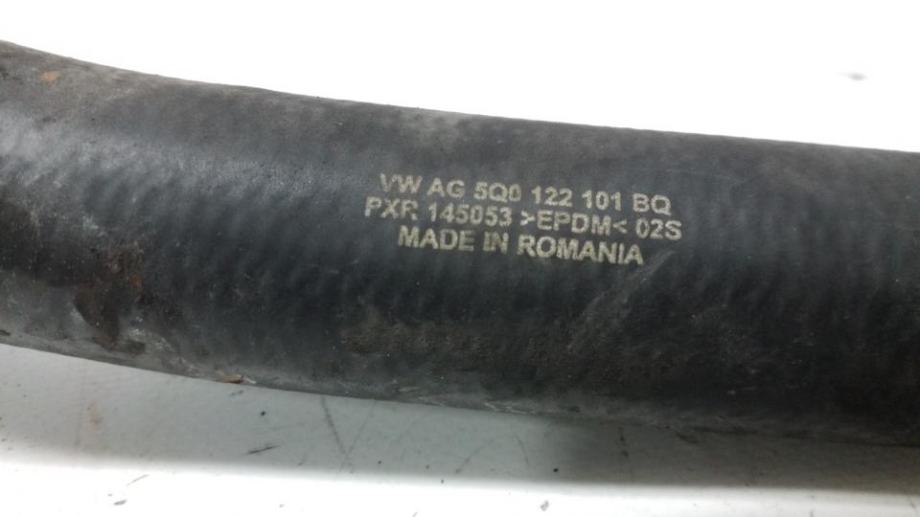 VW AG 5Q0 122 101 BQ
PXR 145053 >EPDM< 02S
MADE IN ROMANIA